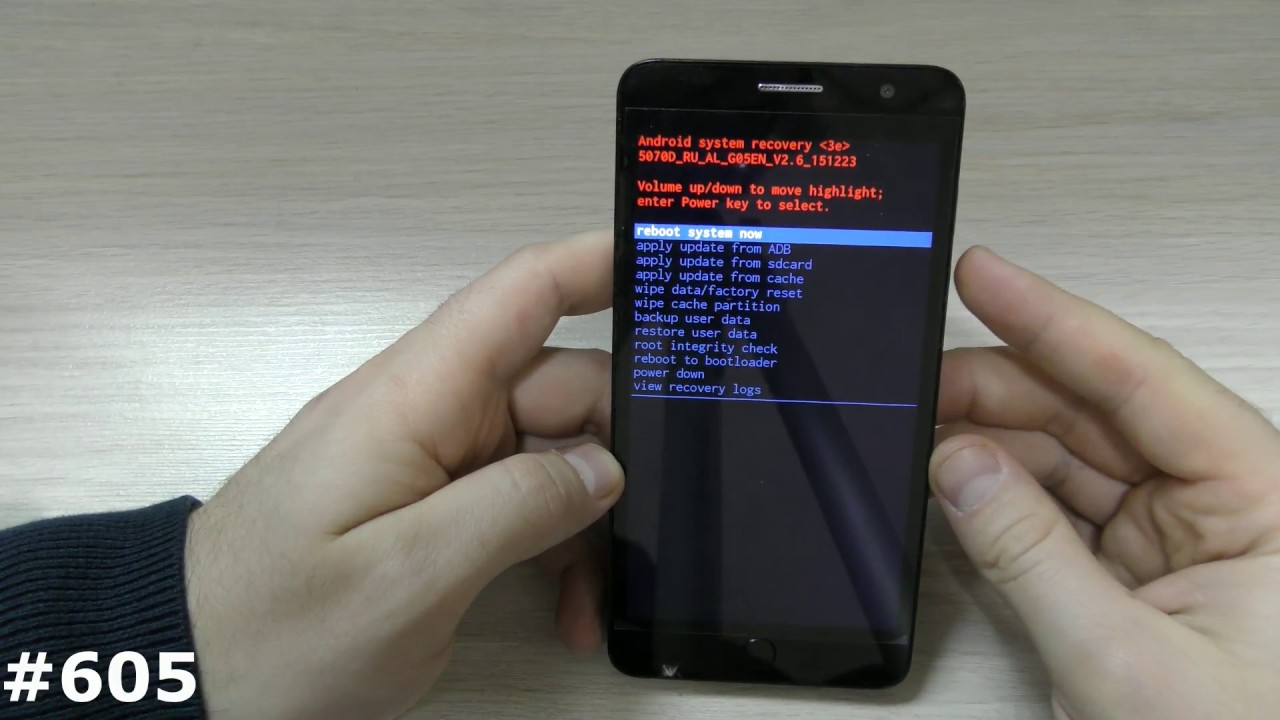 Android system recovery <3e>
5070D_RU_AL_G05EN_V2.6_151223
Volume up/down to move highlight;
enter Power key to select.
reboot system now
apply update from ADB
apply update from sdcard
apply update from cache
wipe data/factory reset
wipe cache partition
backup user data
restore user data
root integrity check
reboot to bootloader
power down
view recovery logs
#605